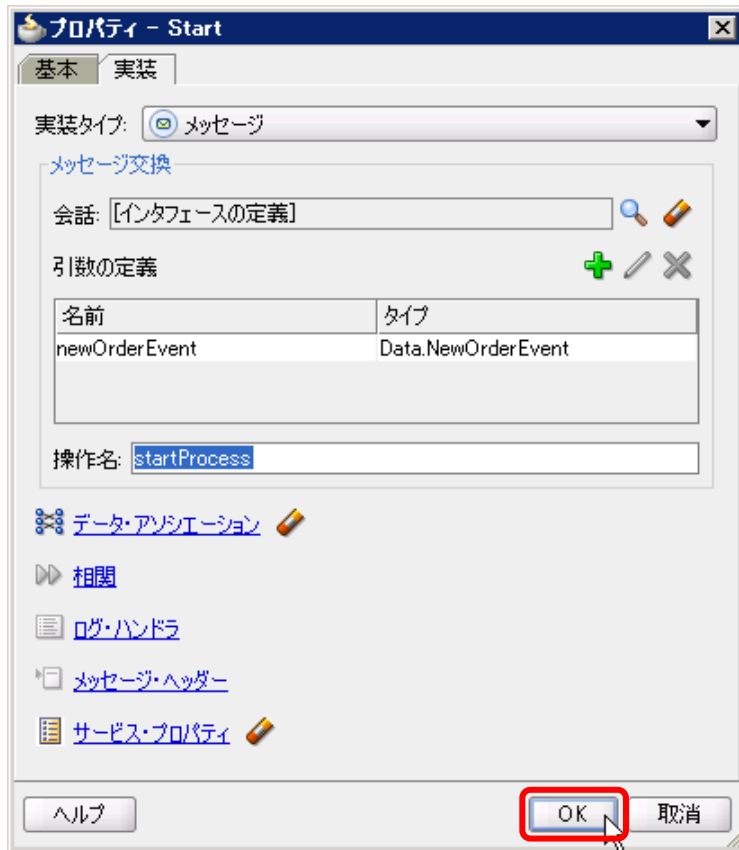 プロパティ - Start
基本 実装
実装タイプ: メッセージ
メッセージ交換
会話: [インタフェースの定義]
引数の定義
名前 タイプ
newOrderEvent Data.NewOrderEvent
操作名: startProcess
データ・アソシエーション
相関
ログ・ハンドラ
メッセージ・ヘッダー
サービス・プロパティ
ヘルプ OK 取消